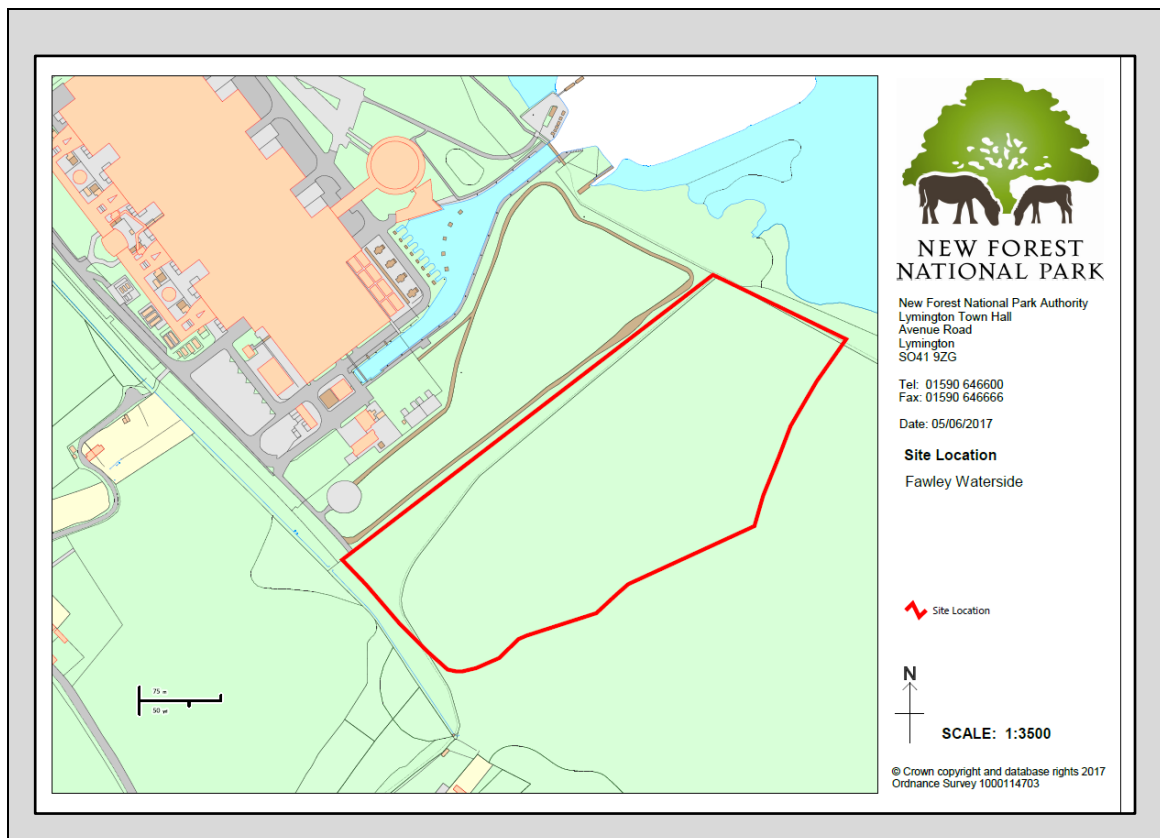 NEW FOREST
NATIONAL PARK
New Forest National Park Authority
Lymington Town Hall
Avenue Road
Lymington
SO41 9ZG
Tel: 01590 646600
Fax: 01590 646666
Date: 05/06/2017
Site Location
Fawley Waterside
Site Location
75 m
N
SCALE: 1:3500
© Crown copyright and database rights 2017
Ordnance Survey 1000114703